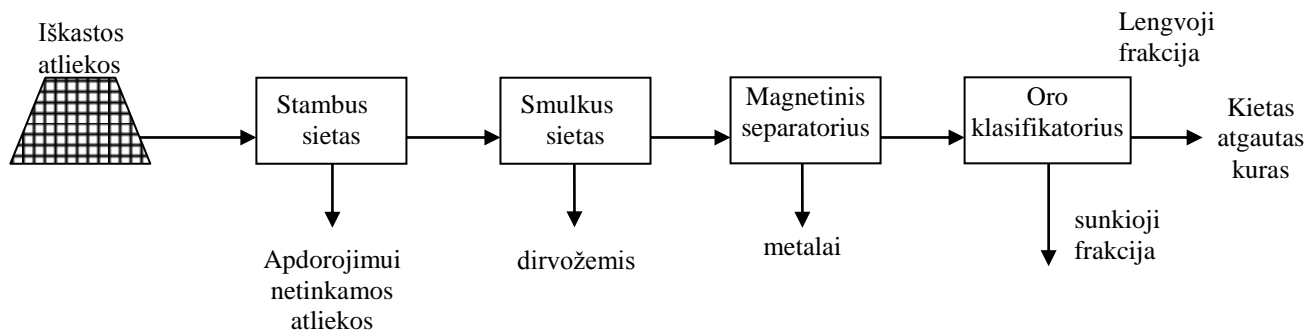 Iškastos
atliekos
Stambus
sietas
Smulkus
sietas
Magnetinis
separatorius
Oro
klasifikatorius
Lengvoji
frakcija
Kietas
atgautas
kuras
Apdorojimui
netinkamos
atliekos
dirvožemis
metalai
sunkioji
frakcija